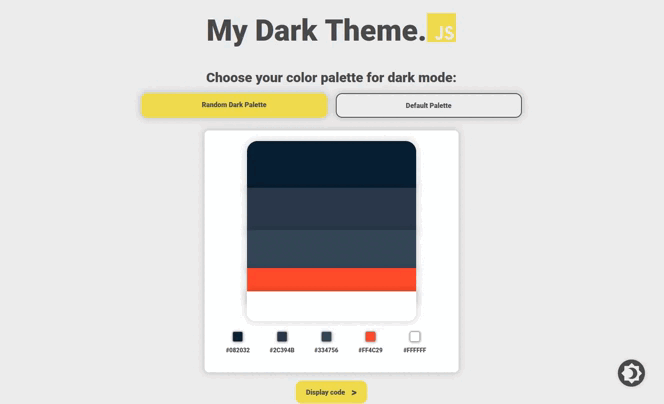 My Dark Theme.JS
Choose your color palette for dark mode:
Random Dark Palette
Default Palette
#082032
#2C394B
#334756
#FF4C29
#FFFFFF
Display code >